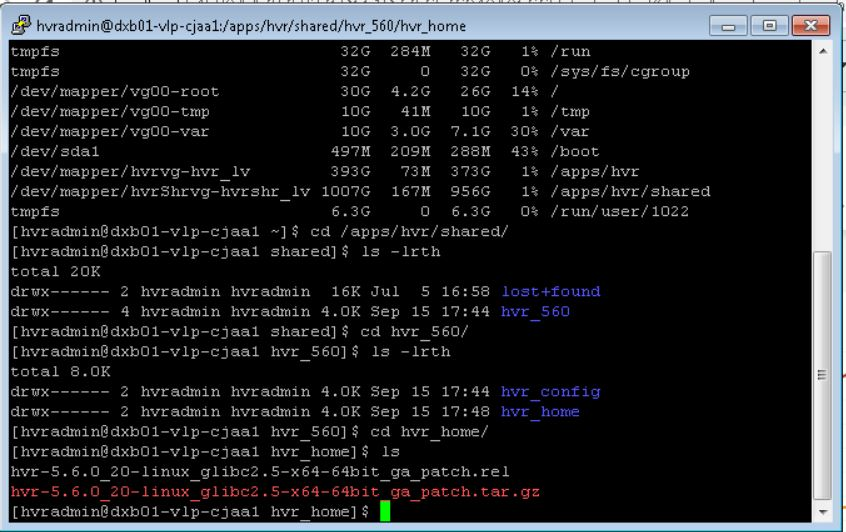 hvradmin@dxb01-vlp-cjaa1:/apps/hvr/shared/hvr_560/hvr_home
tmpfs 32G 284M 32G 1% /run
tmpfs 32G 0 32G 0% /sys/fs/cgroup
/dev/mapper/vg00-root 30G 4.2G 26G 14% /
/dev/mapper/vg00-tmp 10G 41M 10G 1% /tmp
/dev/mapper/vg00-var 10G 3.0G 7.1G 30% /var
/dev/sda1 497M 209M 288M 43% /boot
/dev/mapper/hvrvg-hvr_lv 393G 73M 373G 1% /apps/hvr
/dev/mapper/hvrShrvg-hvrshr_lv 1007G 167M 956G 1% /apps/hvr/shared
tmpfs 6.3G 0 6.3G 0% /run/user/1022
[hvradmin@dxb01-vlp-cjaa1 ~]$ cd /apps/hvr/shared/
[hvradmin@dxb01-vlp-cjaa1 shared]$ ls -lrth
total 20K
drwx------ 2 hvradmin hvradmin 16K Jul 5 16:58 lost+found
drwx------ 4 hvradmin hvradmin 4.0K Sep 15 17:44 hvr_560
[hvradmin@dxb01-vlp-cjaa1 shared]$ cd hvr_560/
[hvradmin@dxb01-vlp-cjaa1 hvr_560]$ ls -lrth
total 8.0K
drwx------ 2 hvradmin hvradmin 4.0K Sep 15 17:44 hvr_config
drwx------ 2 hvradmin hvradmin 4.0K Sep 15 17:48 hvr_home
[hvradmin@dxb01-vlp-cjaa1 hvr_560]$ cd hvr_home/
[hvradmin@dxb01-vlp-cjaa1 hvr_home]$ ls
hvr-5.6.0_20-linux_glibc2.5-x64-64bit_ga_patch.rel
hvr-5.6.0_20-linux_glibc2.5-x64-64bit_ga_patch.tar.gz
[hvradmin@dxb01-vlp-cjaa1 hvr_home]$